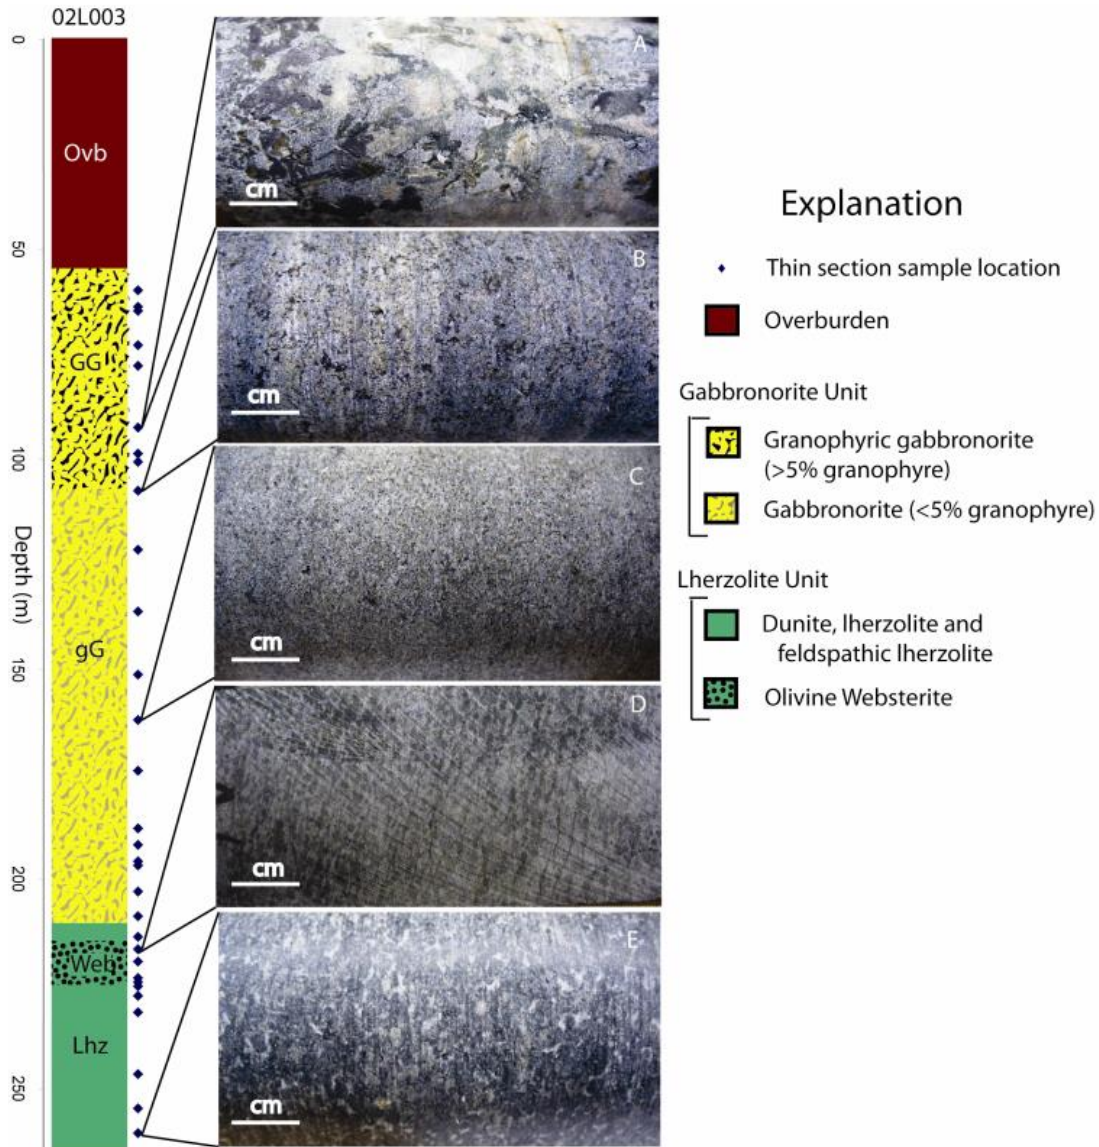 02L003
0
50
100
150
200
250
Depth (m)
Ovb
GG
gG
Web
Lhz
A
cm
B
cm
C
cm
D
cm
E
cm
Explanation
Thin section sample location
Overburden
Gabbronorite Unit
Granophyric gabbronorite
(>5% granophyre)
Gabbronorite (<5% granophyre)
Lherzolite Unit
Dunite, lherzolite and
feldspathic lherzolite
Olivine Websterite